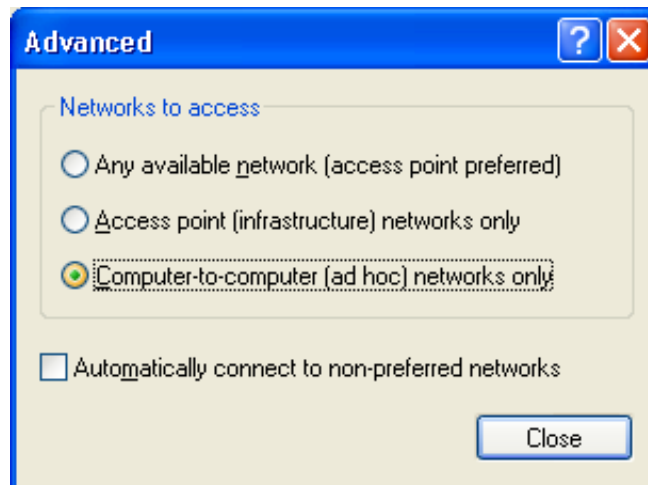 Advanced
?
Networks to access
Any available network (access point preferred)
Access point (infrastructure) networks only
Computer-to-computer (ad hoc) networks only
Automatically connect to non-preferred networks
Close